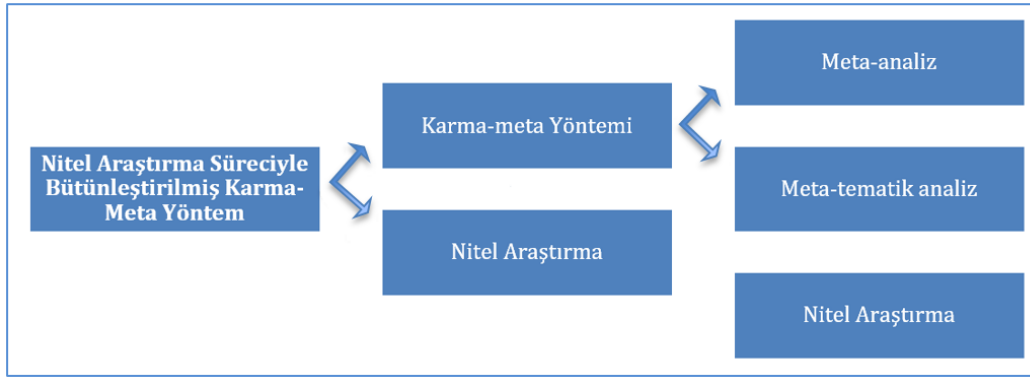 Nitel Araştırma Süreciyle
Bütünleştirilmiş Karma-
Meta Yöntem
Karma-meta Yöntemi
Nitel Araştırma
Meta-analiz
Meta-tematik analiz
Nitel Araştırma